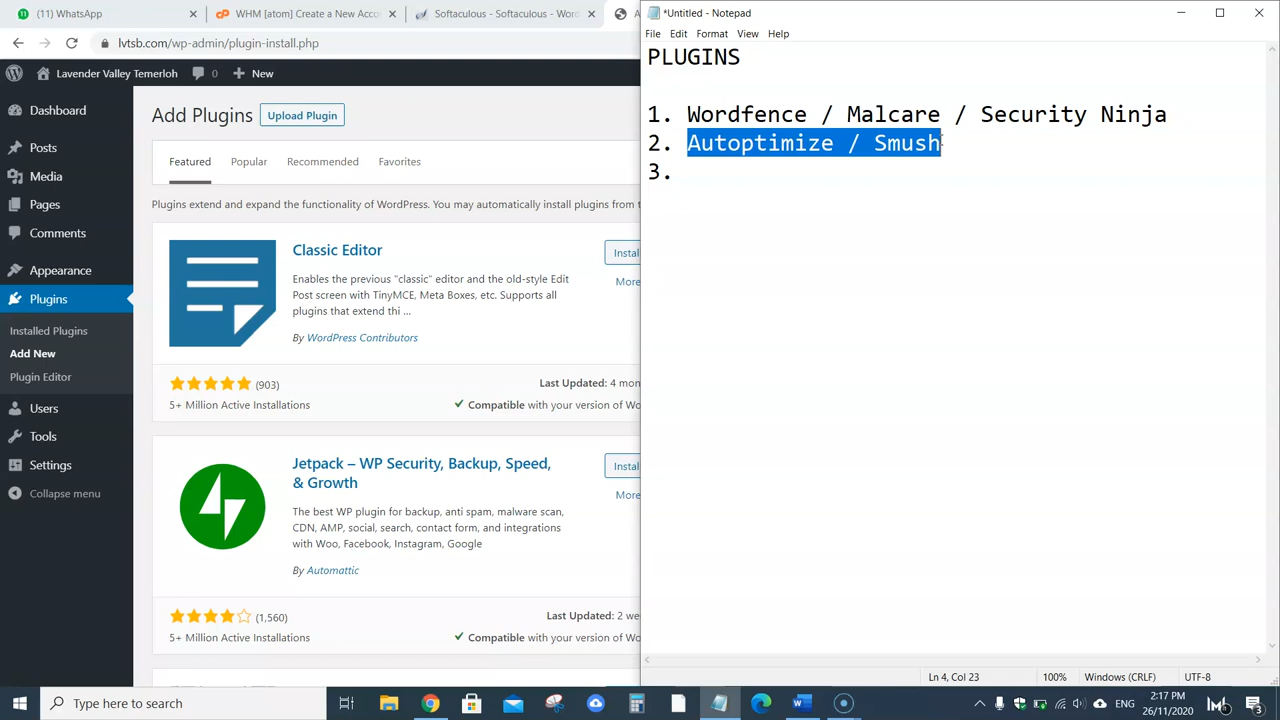 (11) WhatsApp
WHM [atom] Create a New Acco
Softaculous - Softaculous - Word
lvtsb.com/wp-admin/plugin-install.php
Lavender Valley Temerloh
0
New
Dashboard
Posts
Media
Pages
Comments
Appearance
Plugins
Installed Plugins
Add New
Plugin Editor
Users
Tools
Settings
Collapse menu
Add Plugins
Upload Plugin
Featured
Popular
Recommended
Favorites
Plugins extend and expand the functionality of WordPress. You may automatically install plugins from
Classic Editor
Enables the previous "classic" editor and the old-style Edit
Post screen with TinyMCE, Meta Boxes, etc. Supports all
plugins that extend thi ...
By WordPress Contributors
Instal
More
(903)
5+ Million Active Installations
Last Updated: 4 mon
Compatible with your version of Wo
Jetpack – WP Security, Backup, Speed,
& Growth
The best WP plugin for backup, anti spam, malware scan,
CDN, AMP, social, search, contact form, and integrations
with Woo, Facebook, Instagram, Google
By Automattic
Instal
More
(1,560)
5+ Million Active Installations
Last Updated: 2 we
Compatible with your version of Wo
*Untitled - Notepad
File Edit Format View Help
PLUGINS
1. Wordfence / Malcare / Security Ninja
2. Autoptimize / Smush
3.
Ln 4, Col 23
100%
Windows (CRLF)
UTF-8
Type here to search
ENG
2:17 PM
26/11/2020
3